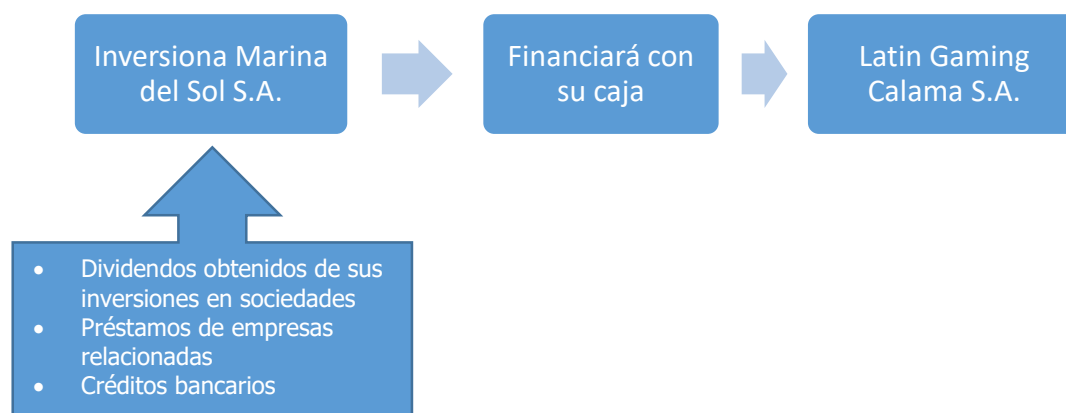 Inversiona Marina
del Sol S.A.
Financiará con
su caja
Latin Gaming
Calama S.A.
• Dividendos obtenidos de sus
inversiones en sociedades
• Préstamos de empresas
relacionadas
• Créditos bancarios